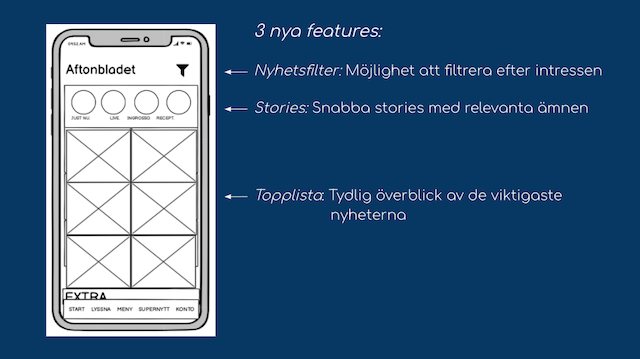 3 nya features:
09:52 AM
Aftonbladet
Nyhetsfilter: Möjlighet att filtrera efter intressen
JUST NU LIVE INGROSSO RECEPT
Stories: Snabba stories med relevanta ämnen
Topplista: Tydlig överblick av de viktigaste
nyheterna
EXTRA
START LYSSNA MENY SUPERNYTT KONTO